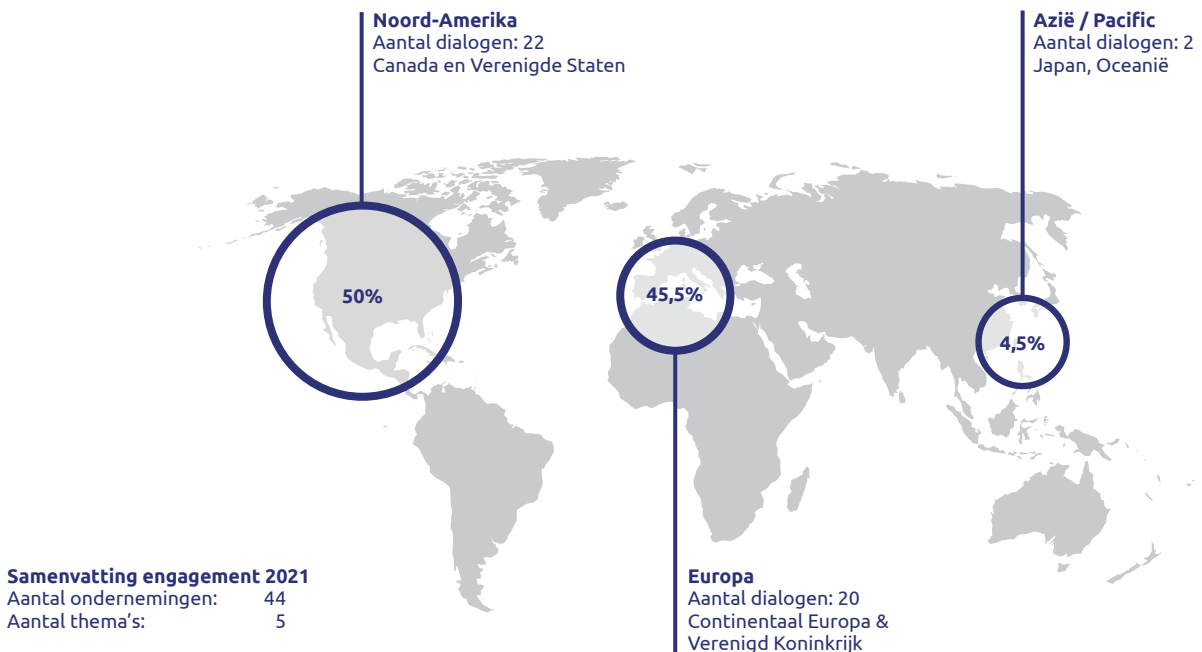 Noord-Amerika
Aantal dialogen: 22
Canada en Verenigde Staten
Azië / Pacific
Aantal dialogen: 2
Japan, Oceanië
50%
45,5%
4,5%
Samenvatting engagement 2021
Aantal ondernemingen: 44
Aantal thema's: 5
Europa
Aantal dialogen: 20
Continentaal Europa &
Verenigd Koninkrijk